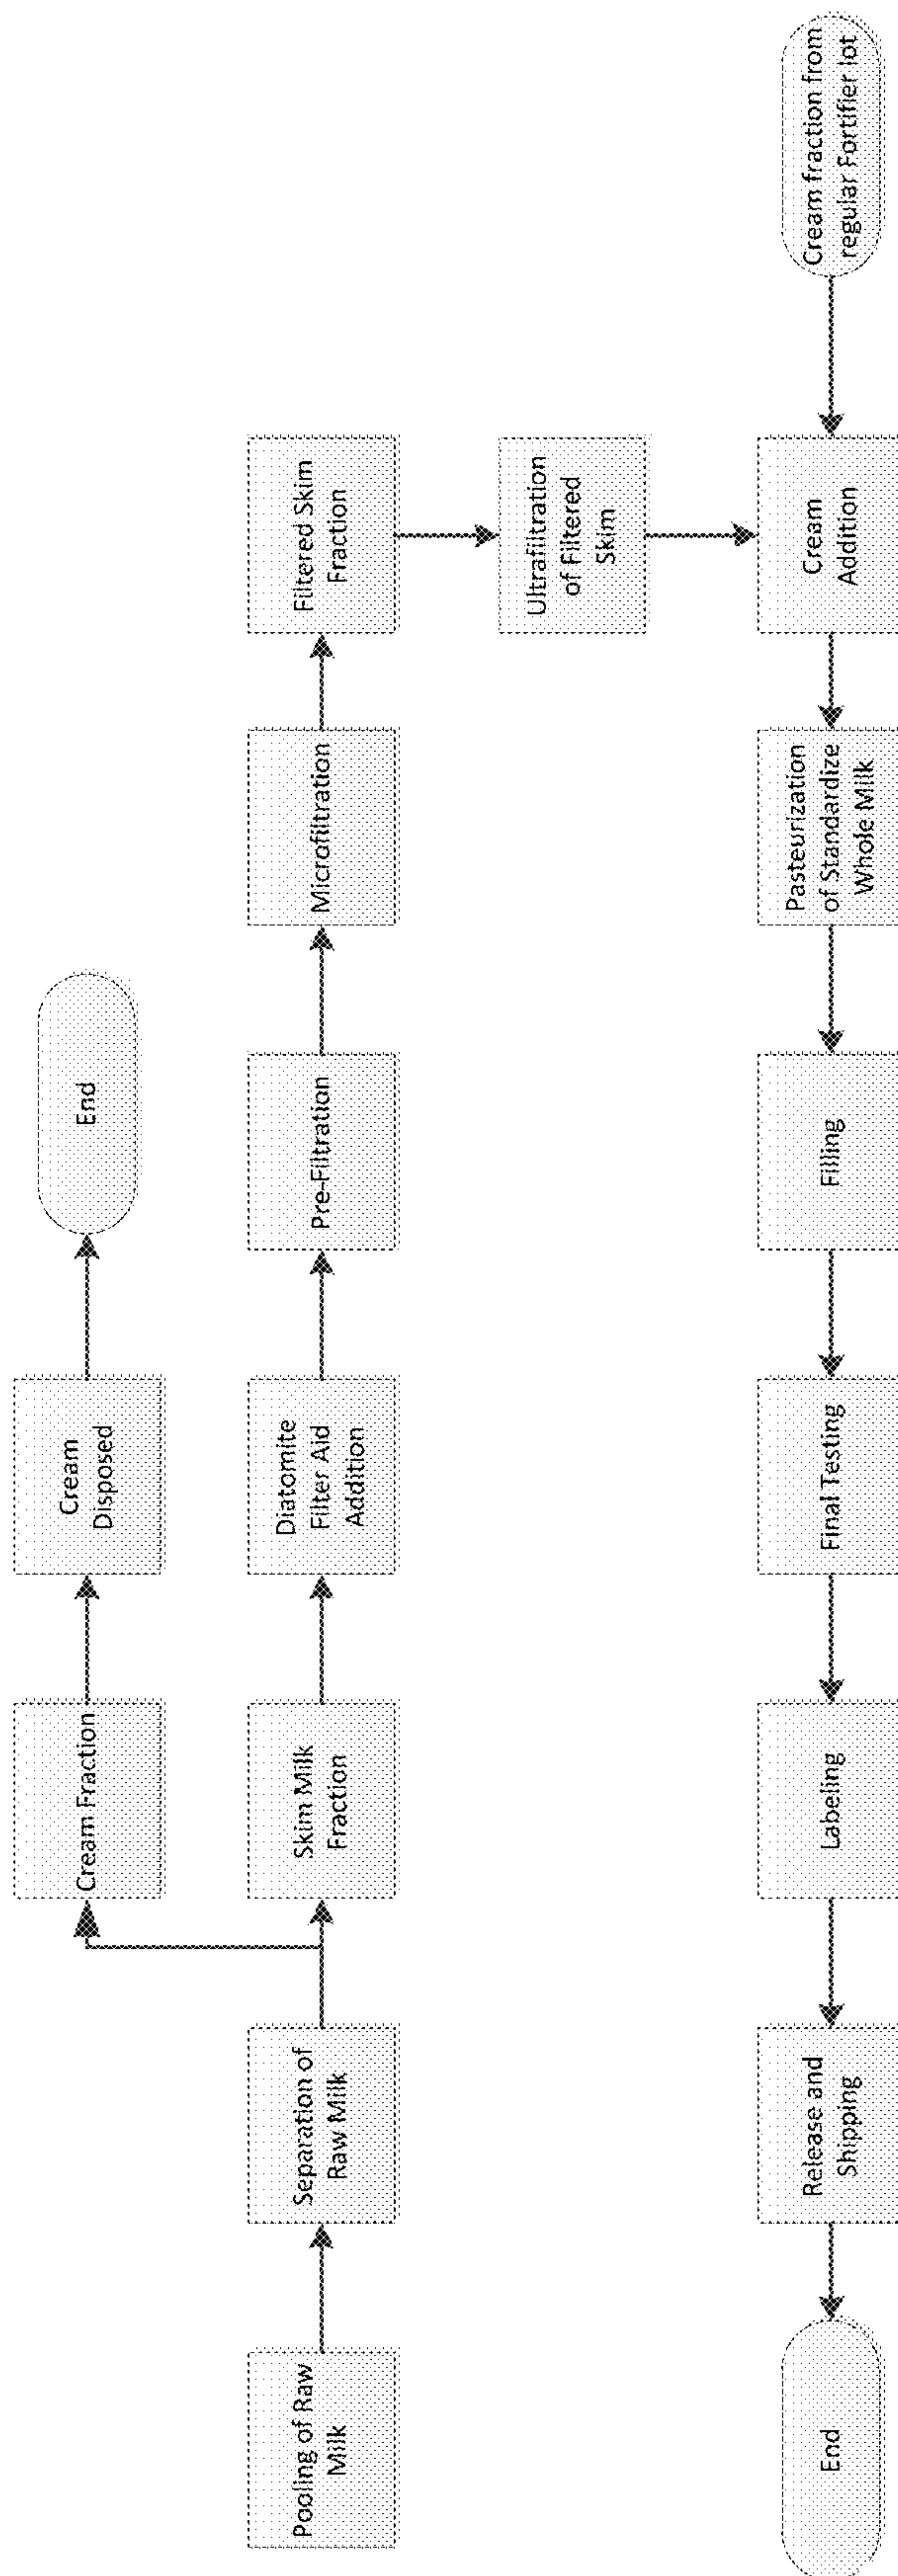 Cream Fraction
Cream
Disposed
End
Pooling of Raw
Milk
Separation of
Raw Milk
Skim Milk
Fraction
Diatomite
Filter Aid
Addition
Pre-Filtration
Microfiltration
Filtered Skim
Fraction
Ultrafiltration
of Filtered
Skim
Cream fraction from
regular Fortifier lot
Cream
Addition
Pasteurization
of Standardize
Whole Milk
Filling
Final Testing
Labeling
Release and
Shipping
End